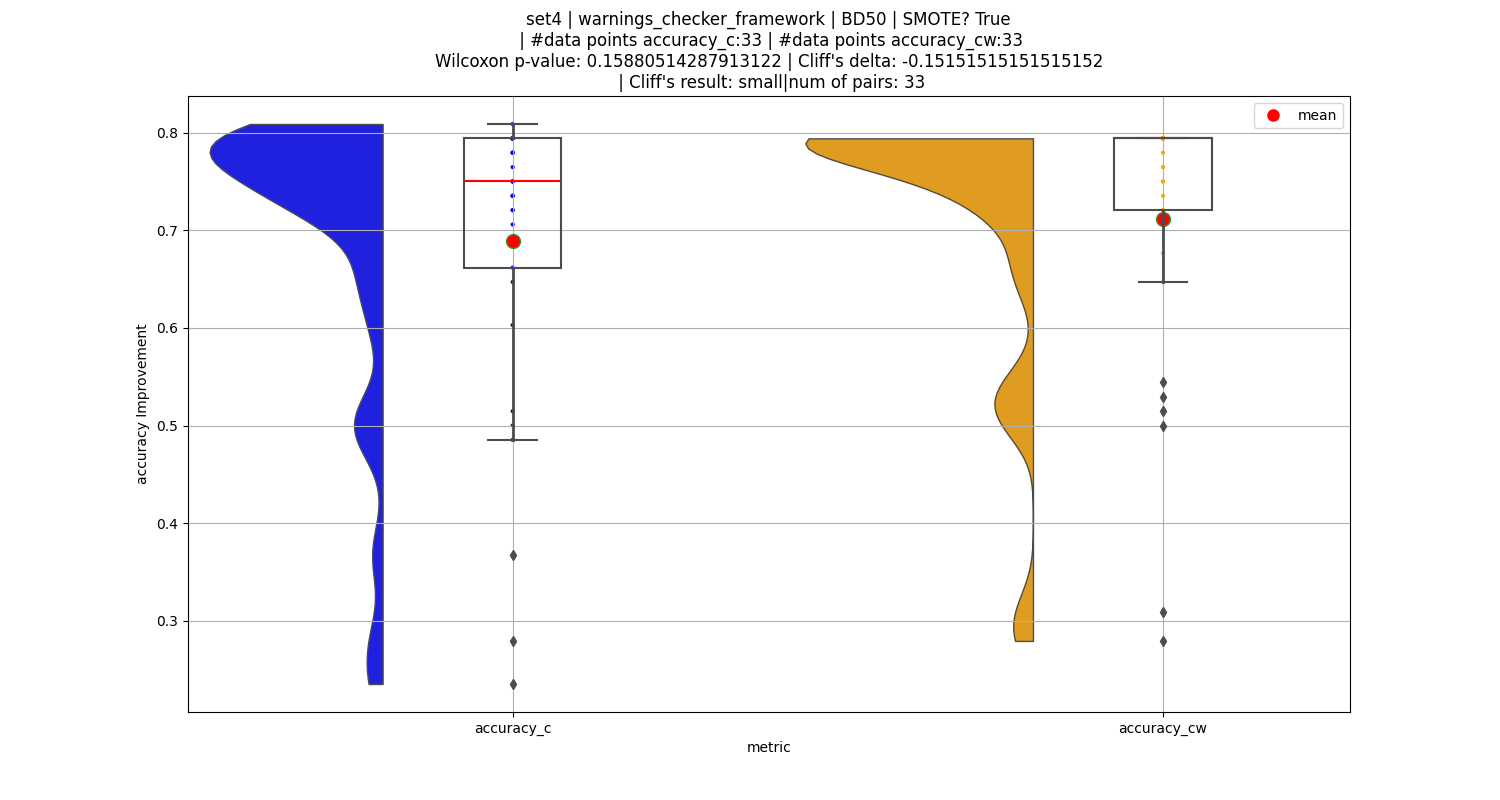 set4 | warnings_checker_framework | BD50 | SMOTE? True
| #data points accuracy_c:33 | #data points accuracy_cw:33
Wilcoxon p-value: 0.15880514287913122 | Cliff's delta: -0.15151515151515152
| Cliff's result: small|num of pairs: 33
mean
0.8
0.7
0.6
0.5
0.4
0.3
accuracy Improvement
accuracy_c
accuracy_cw
metric